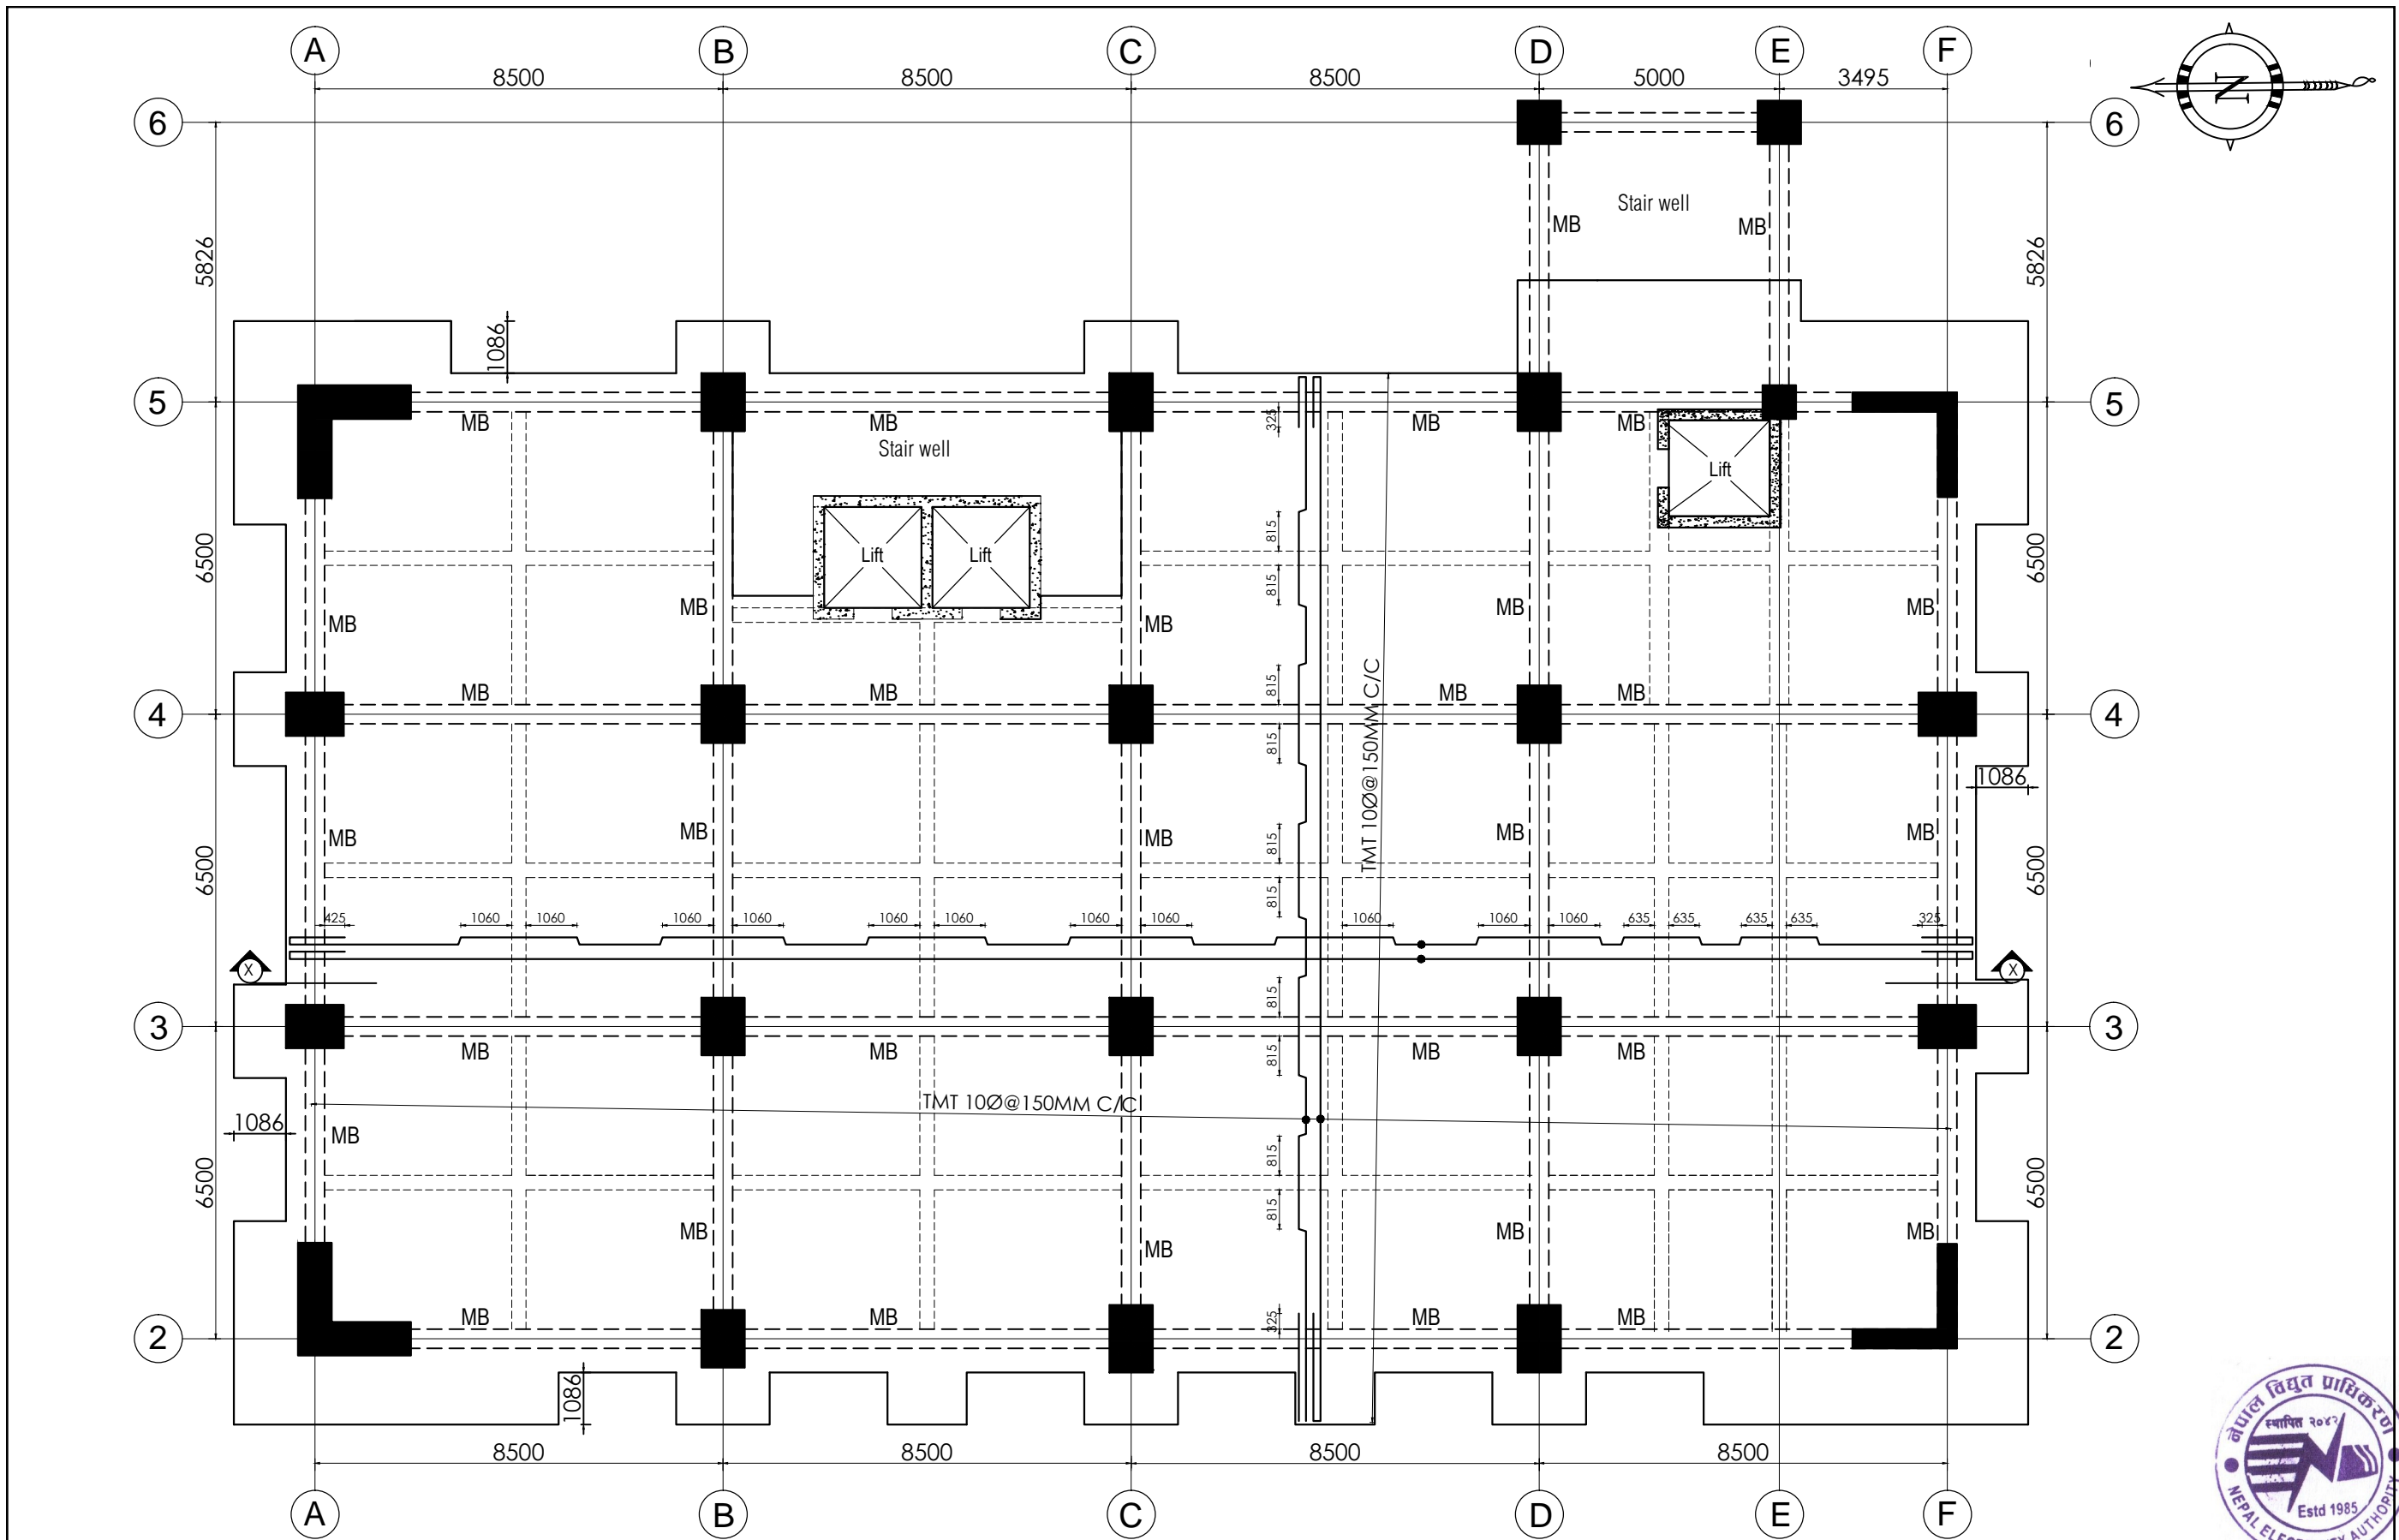 A B C D E F
8500 8500 8500 5000 3495
N
6 6
Stair well
MB MB
5826 5826
1086
5 5
MB MB 325 MB MB
Stair well
Lift
815
6500 Lift Lift 6500
815
MB MB MB MB MB MB
815
MB MB MB MB
4 4
815
TMT 10Ø@150MM C/C
1086
MB MB MB MB MB
815
6500 6500
815
425 1060 1060 1060 1060 1060 1060 1060 1060 1060 1060 1060 635 635 635 635 325
X X
815
3 3
MB MB 815 MB MB
TMT 10Ø@150MM C/C
1086 MB
815
6500 6500
815
MB MB MB MB
MB MB 325 MB MB
2 2
1086
8500 8500 8500 8500
A B C D E F
नेपाल विद्युत प्राधिकरण
स्थापित २०४२
Estd 1985
NEPAL ELECTRICITY AUTHORITY